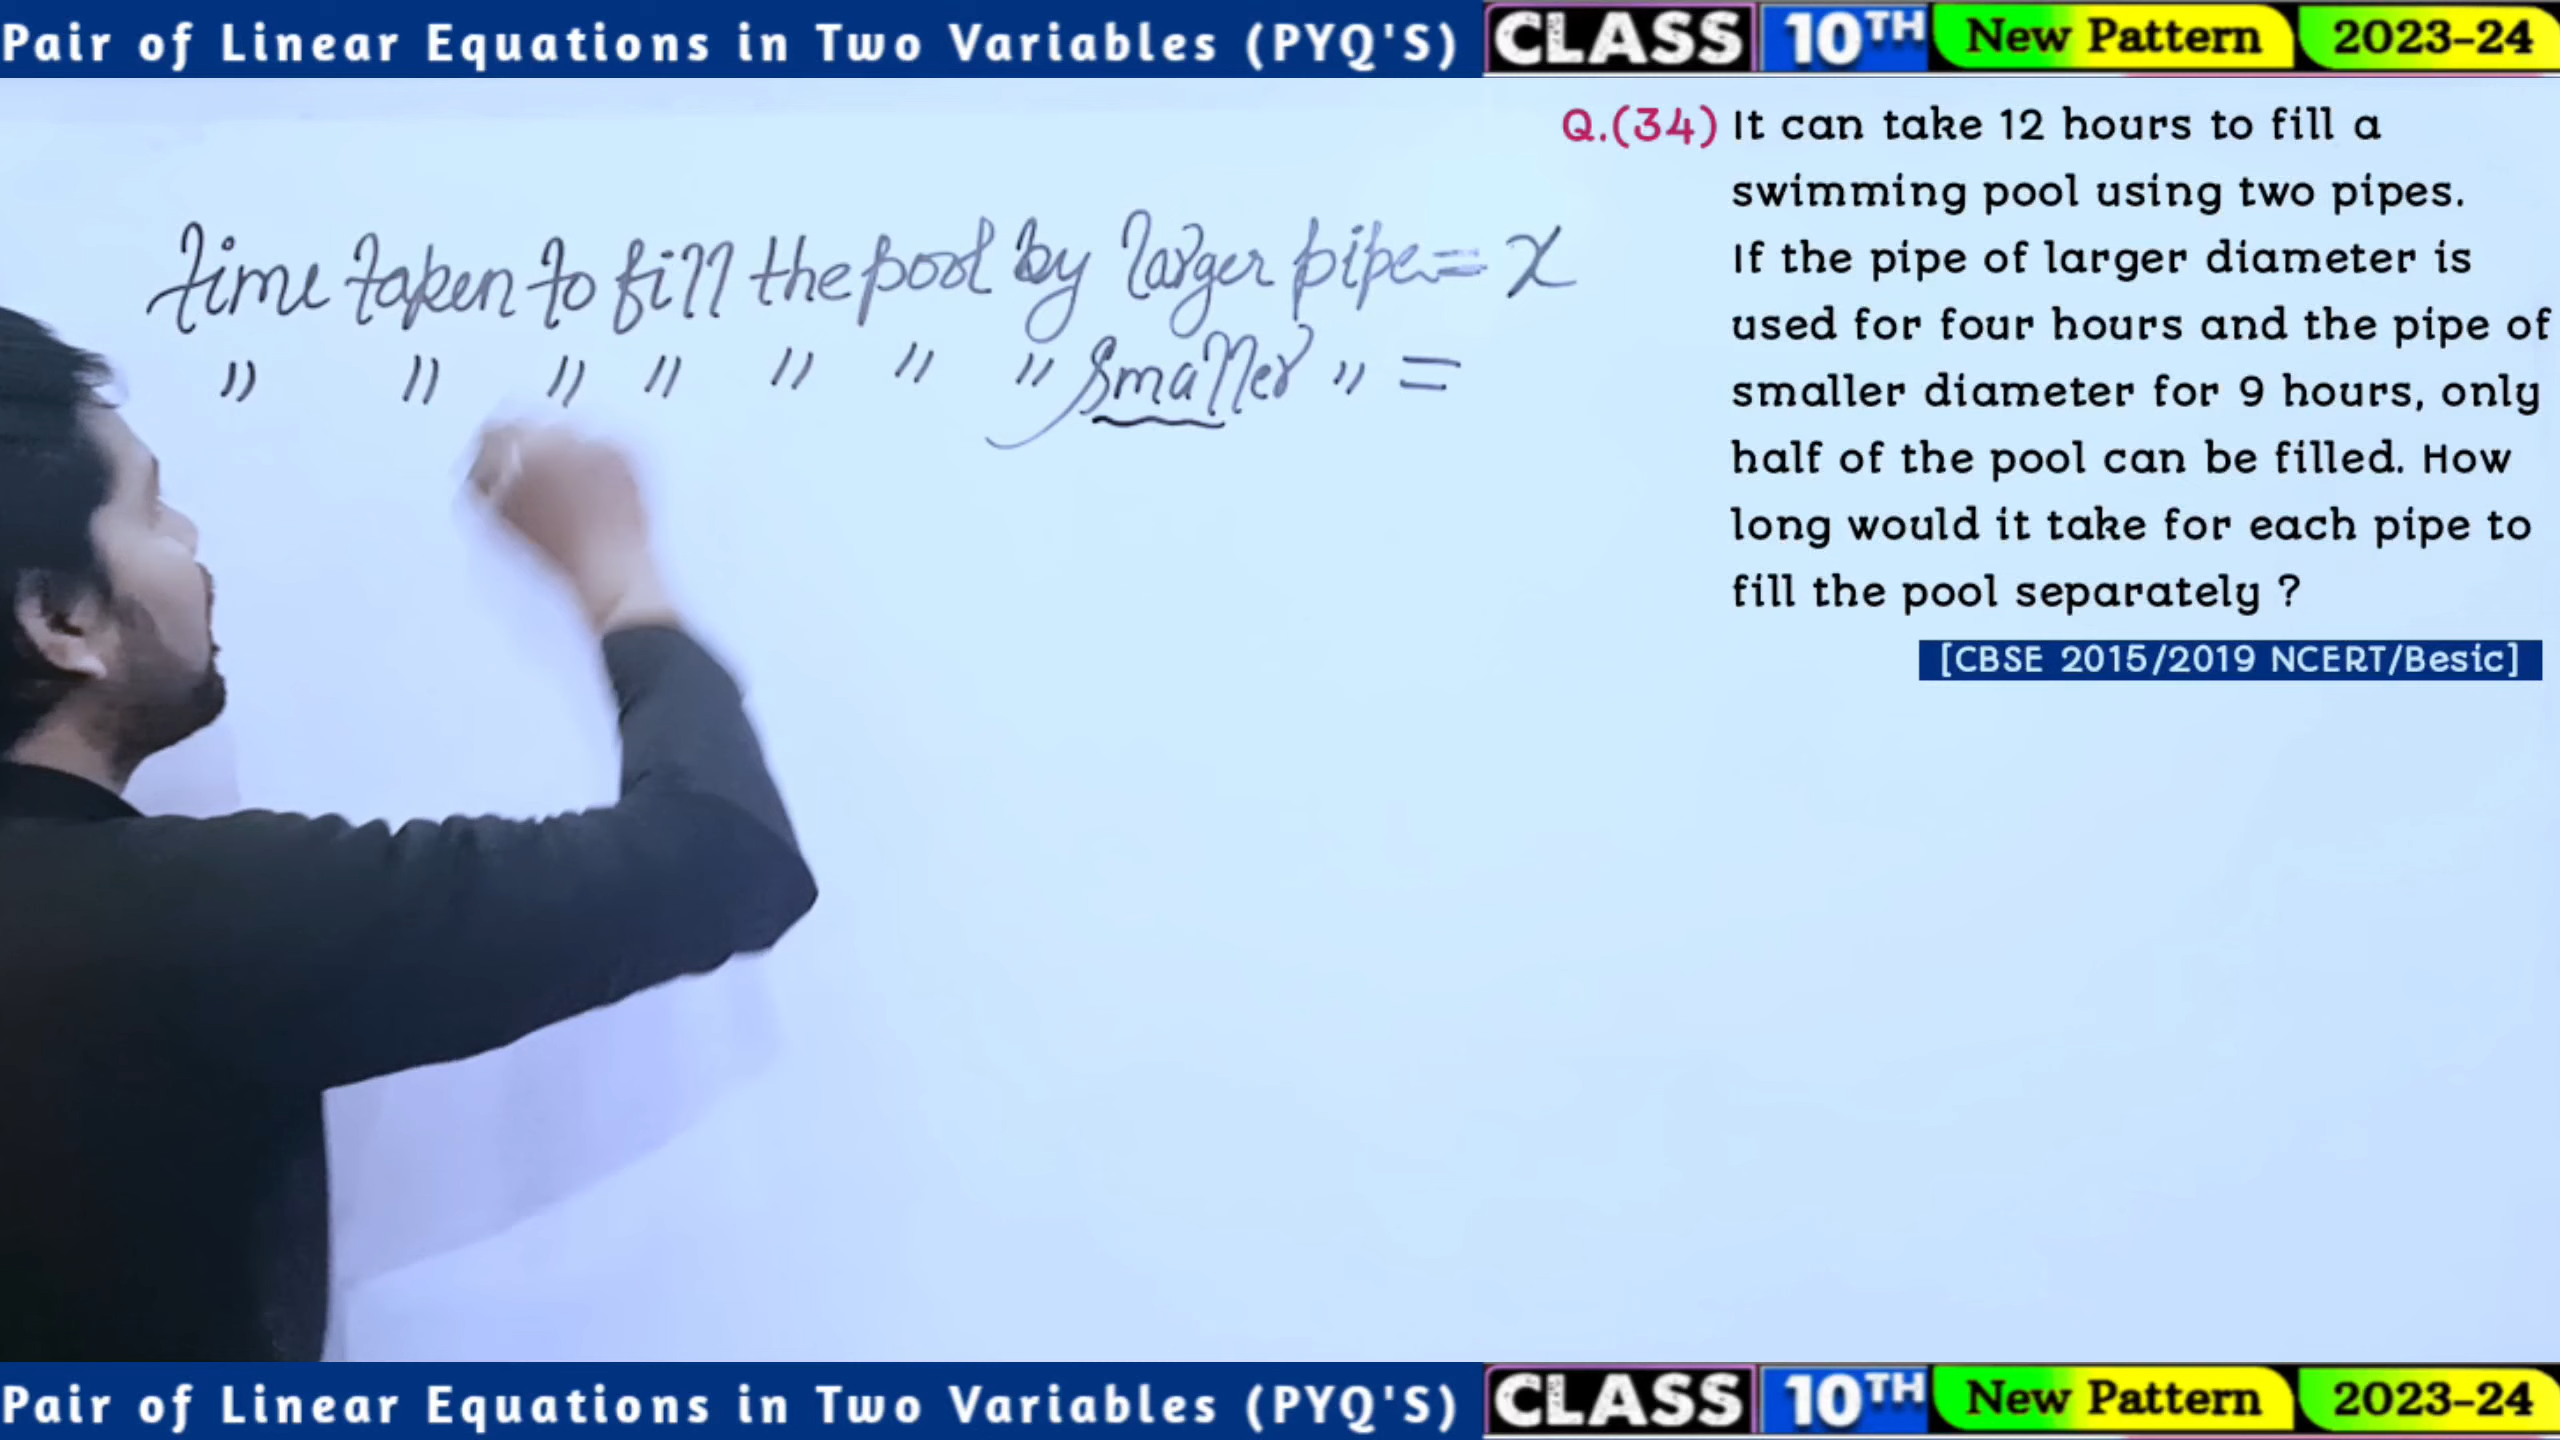 Pair of Linear Equations in Two Variables (PYQ'S) CLASS 10TH New Pattern 2023-24
time taken to fill the pool by larger pipe = x
" " " " " " " smaller " =
Q.(34) It can take 12 hours to fill a
swimming pool using two pipes.
If the pipe of larger diameter is
used for four hours and the pipe of
smaller diameter for 9 hours, only
half of the pool can be filled. How
long would it take for each pipe to
fill the pool separately ?
[CBSE 2015/2019 NCERT/Besic]
Pair of Linear Equations in Two Variables (PYQ'S) CLASS 10TH New Pattern 2023-24